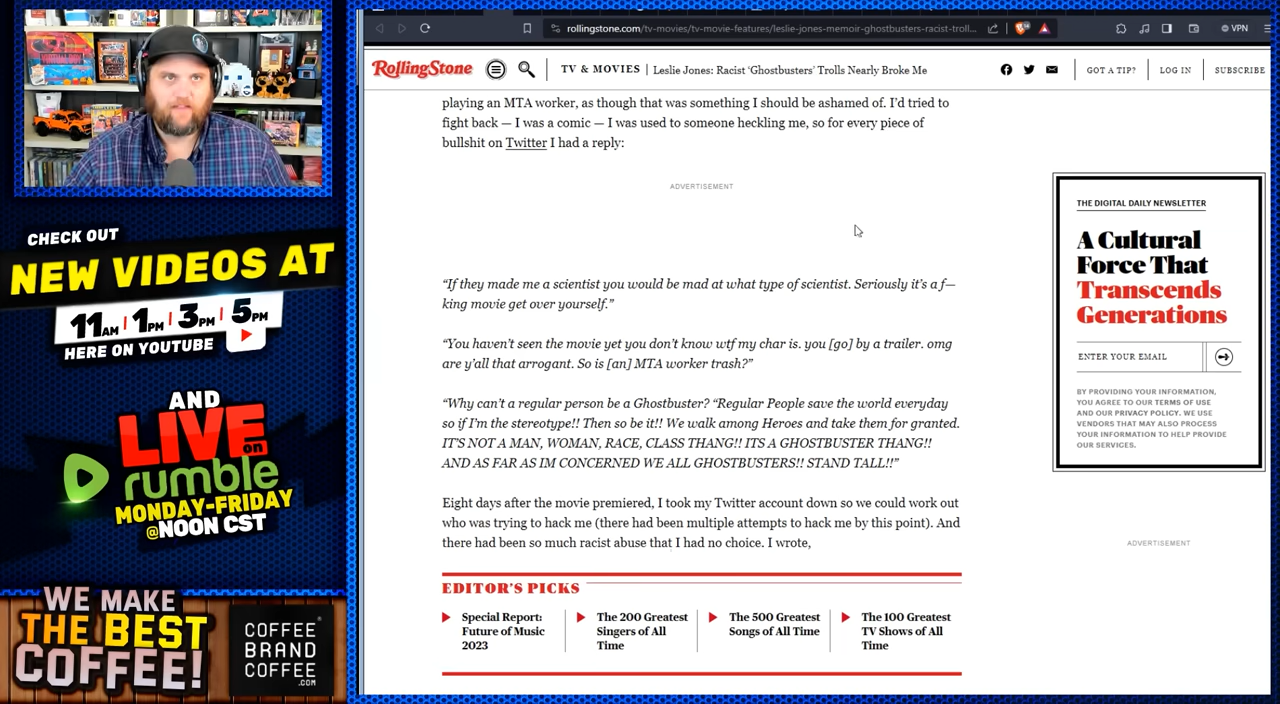 CHECK OUT
NEW VIDEOS AT
11AM | 1PM | 3PM | 5PM
HERE ON YOUTUBE
AND
LIVE on
rumble
MONDAY-FRIDAY
@NOON CST
WE MAKE
THE BEST
COFFEE!
COFFEE
BRAND
COFFEE
.COM
rollingstone.com/tv-movies/tv-movie-features/leslie-jones-memoir-ghostbusters-racist-troll...
VPN
RollingStone
TV & MOVIES | Leslie Jones: Racist ‘Ghostbusters’ Trolls Nearly Broke Me
GOT A TIP?
LOG IN
SUBSCRIBE
playing an MTA worker, as though that was something I should be ashamed of. I’d tried to
fight back — I was a comic — I was used to someone heckling me, so for every piece of
bullshit on Twitter I had a reply:
ADVERTISEMENT
“If they made me a scientist you would be mad at what type of scientist. Seriously it’s a f—
king movie get over yourself.”
“You haven’t seen the movie yet you don’t know wtf my char is. you [go] by a trailer. omg
are y’all that arrogant. So is [an] MTA worker trash?”
“Why can’t a regular person be a Ghostbuster? “Regular People save the world everyday
so if I’m the stereotype!! Then so be it!! We walk among Heroes and take them for granted.
IT’S NOT A MAN, WOMAN, RACE, CLASS THANG!! ITS A GHOSTBUSTER THANG!!
AND AS FAR AS IM CONCERNED WE ALL GHOSTBUSTERS!! STAND TALL!!”
Eight days after the movie premiered, I took my Twitter account down so we could work out
who was trying to hack me (there had been multiple attempts to hack me by this point). And
there had been so much racist abuse that I had no choice. I wrote,
EDITOR’S PICKS
Special Report:
Future of Music
2023
The 200 Greatest
Singers of All
Time
The 500 Greatest
Songs of All Time
The 100 Greatest
TV Shows of All
Time
THE DIGITAL DAILY NEWSLETTER
A Cultural
Force That
Transcends
Generations
ENTER YOUR EMAIL
BY PROVIDING YOUR INFORMATION,
YOU AGREE TO OUR TERMS OF USE
AND OUR PRIVACY POLICY. WE USE
VENDORS THAT MAY ALSO PROCESS
YOUR INFORMATION TO HELP PROVIDE
OUR SERVICES.
ADVERTISEMENT